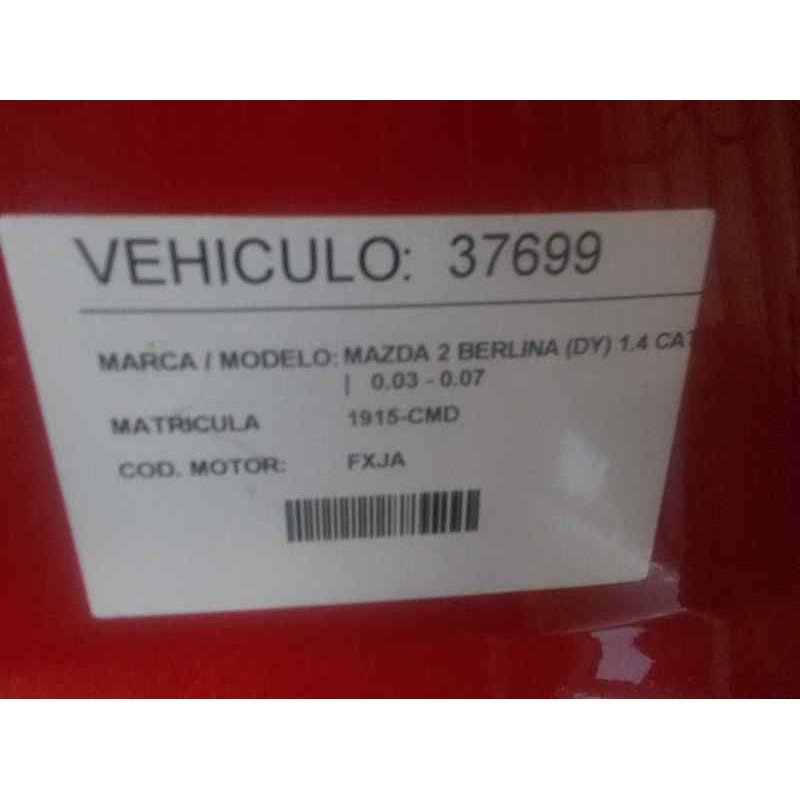 VEHICULO: 37699
MARCA / MODELO: MAZDA 2 BERLINA (DY) 1.4 CAT
| 0.03 - 0.07
MATRICULA 1915-CMD
COD. MOTOR: FXJA